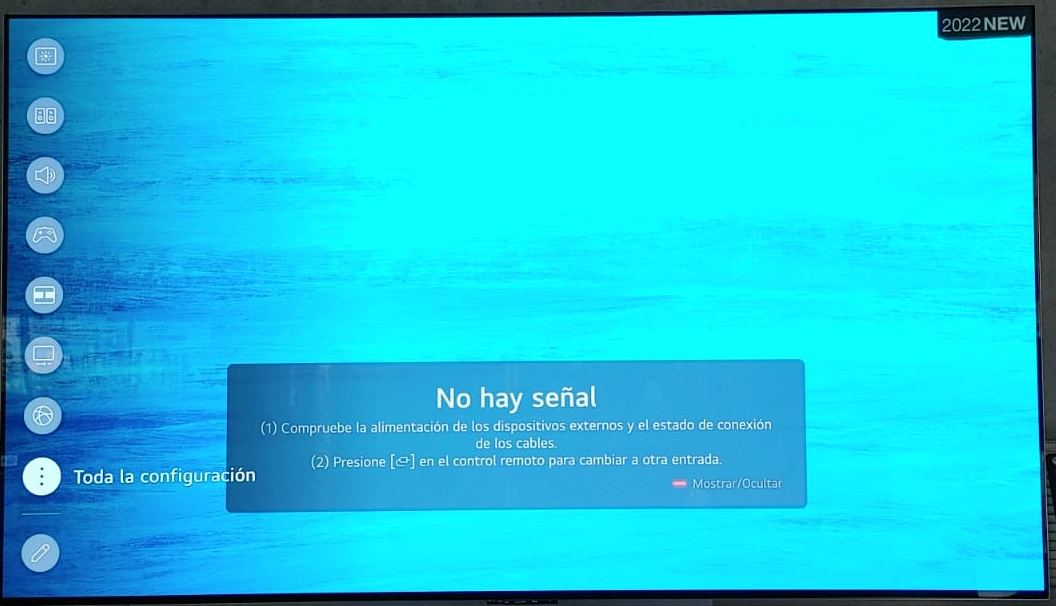 2022 NEW
No hay señal
(1) Compruebe la alimentación de los dispositivos externos y el estado de conexión
de los cables.
(2) Presione [] en el control remoto para cambiar a otra entrada.
Toda la configuración
Mostrar/Ocultar